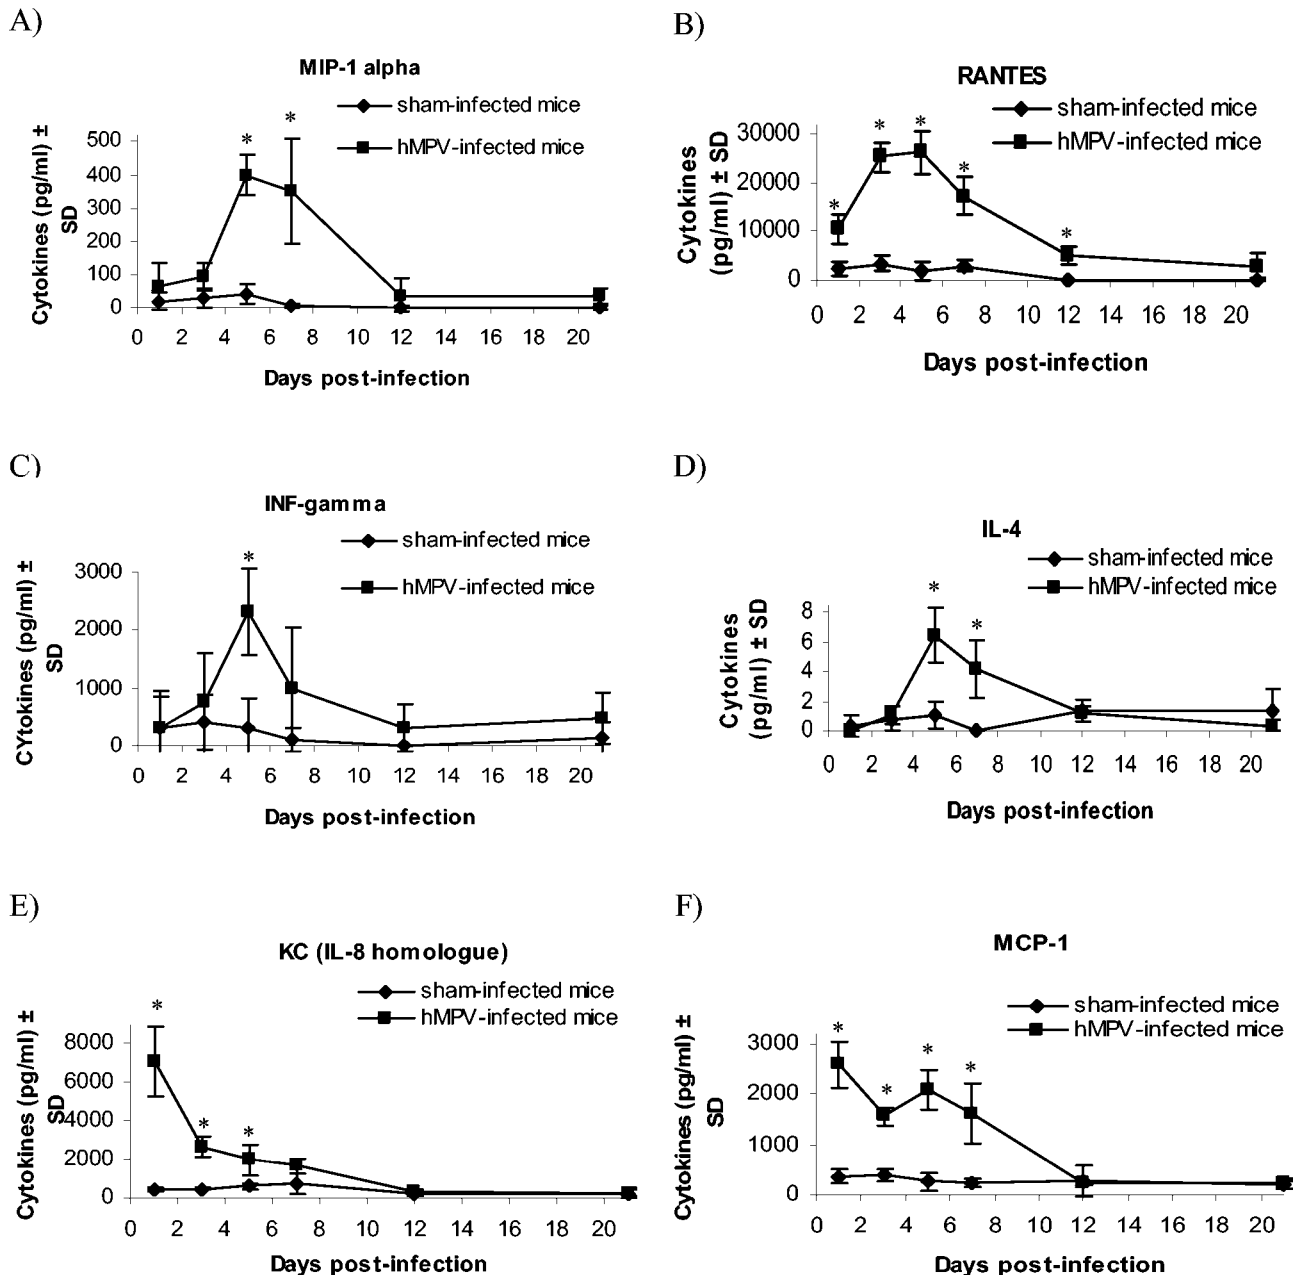 A)
MIP-1 alpha
sham-infected mice
hMPV-infected mice
*
*
Cytokines (pg/ml) ±
SD
500
400
300
200
100
0
0 2 4 6 8 10 12 14 16 18 20
Days post-infection
B)
RANTES
sham-infected mice
hMPV-infected mice
*
*
*
*
*
Cytokines
(pg/ml) ± SD
30000
20000
10000
0
0 2 4 6 8 10 12 14 16 18 20
Days post-infection
C)
INF-gamma
sham-infected mice
hMPV-infected mice
*
CYtokines (pg/ml) ±
SD
3000
2000
1000
0
0 2 4 6 8 10 12 14 16 18 20
Days post-infection
D)
IL-4
sham-infected mice
hMPV-infected mice
*
*
Cytokines
(pg/ml) ± SD
8
6
4
2
0
0 2 4 6 8 10 12 14 16 18 20
Days post-infection
E)
KC (IL-8 homologue)
sham-infected mice
hMPV-infected mice
*
*
*
Cytokines (pg/ml) ±
SD
8000
6000
4000
2000
0
0 2 4 6 8 10 12 14 16 18 20
Days post-infection
F)
MCP-1
sham-infected mice
hMPV-infected mice
*
*
*
*
Cytokines (pg/ml) ±
SD
3000
2000
1000
0
0 2 4 6 8 10 12 14 16 18 20
Days post-infection